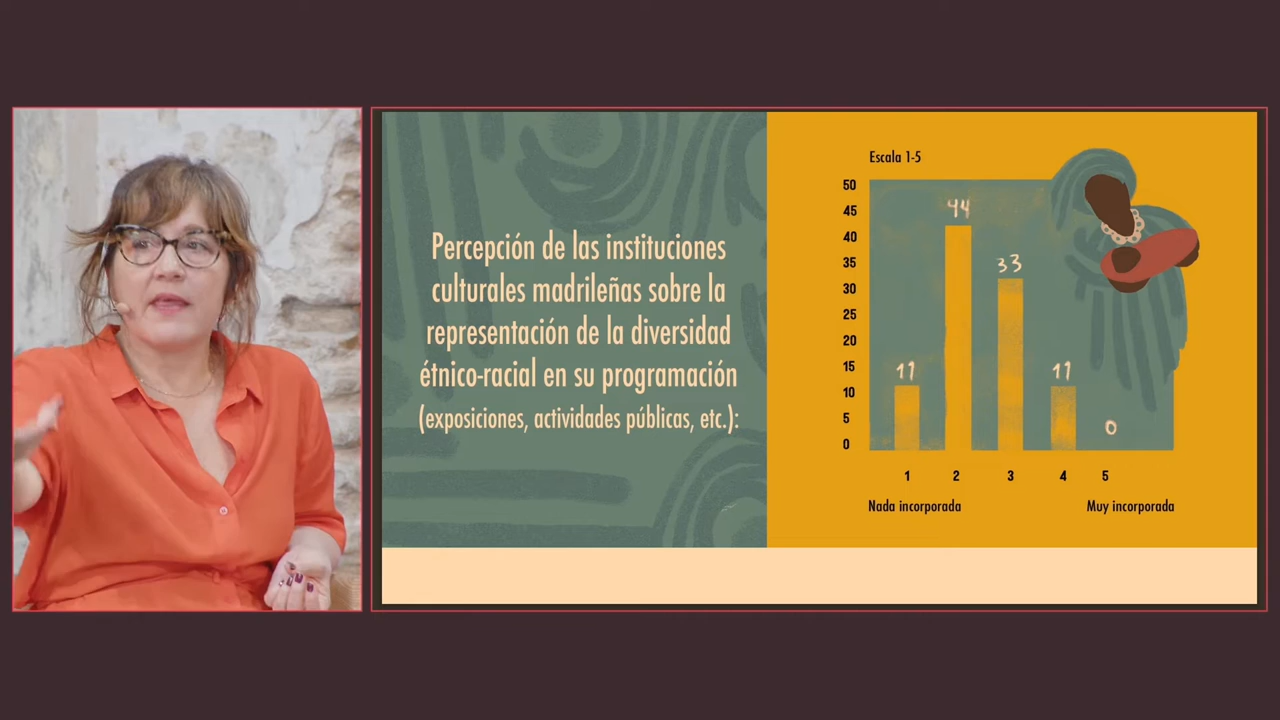 Percepción de las instituciones
culturales madrileñas sobre la
representación de la diversidad
étnico-racial en su programación
(exposiciones, actividades públicas, etc.):
Escala 1-5
50
45
40
35
30
25
20
15
10
5
0
11
44
33
11
0
1 2 3 4 5
Nada incorporada Muy incorporada